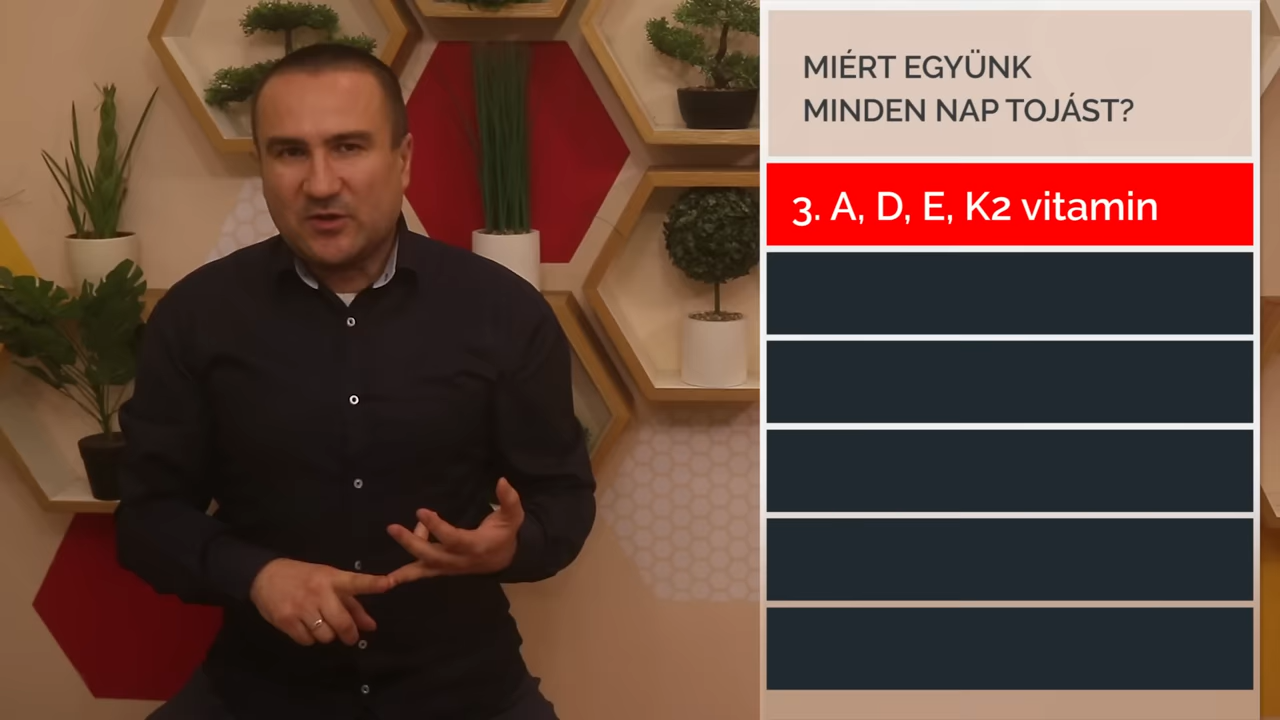 MIÉRT EGYÜNK
MINDEN NAP TOJÁST?
3. A, D, E, K2 vitamin